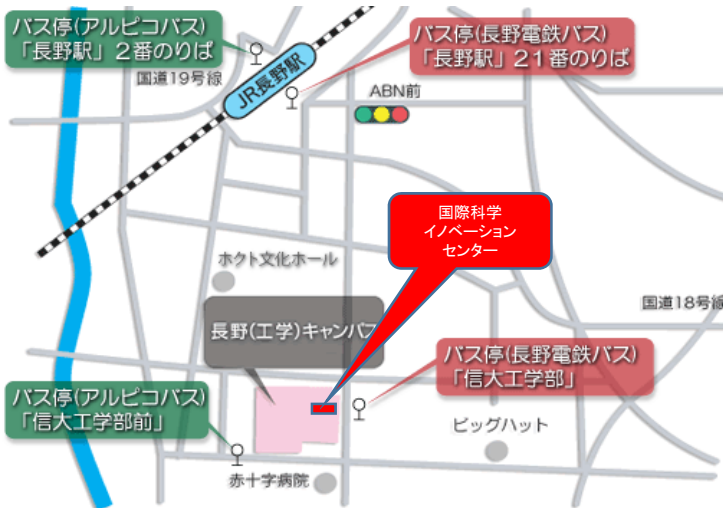 バス停(アルピコバス)
「長野駅」2番のりば
バス停(長野電鉄バス)
「長野駅」21番のりば
国道19号線
JR長野駅
ABN前
国際科学
イノベーション
センター
ホクト文化ホール
国道18号線
長野(工学)キャンパス
バス停(長野電鉄バス)
「信大工学部」
バス停(アルピコバス)
「信大工学部前」
ビッグハット
赤十字病院